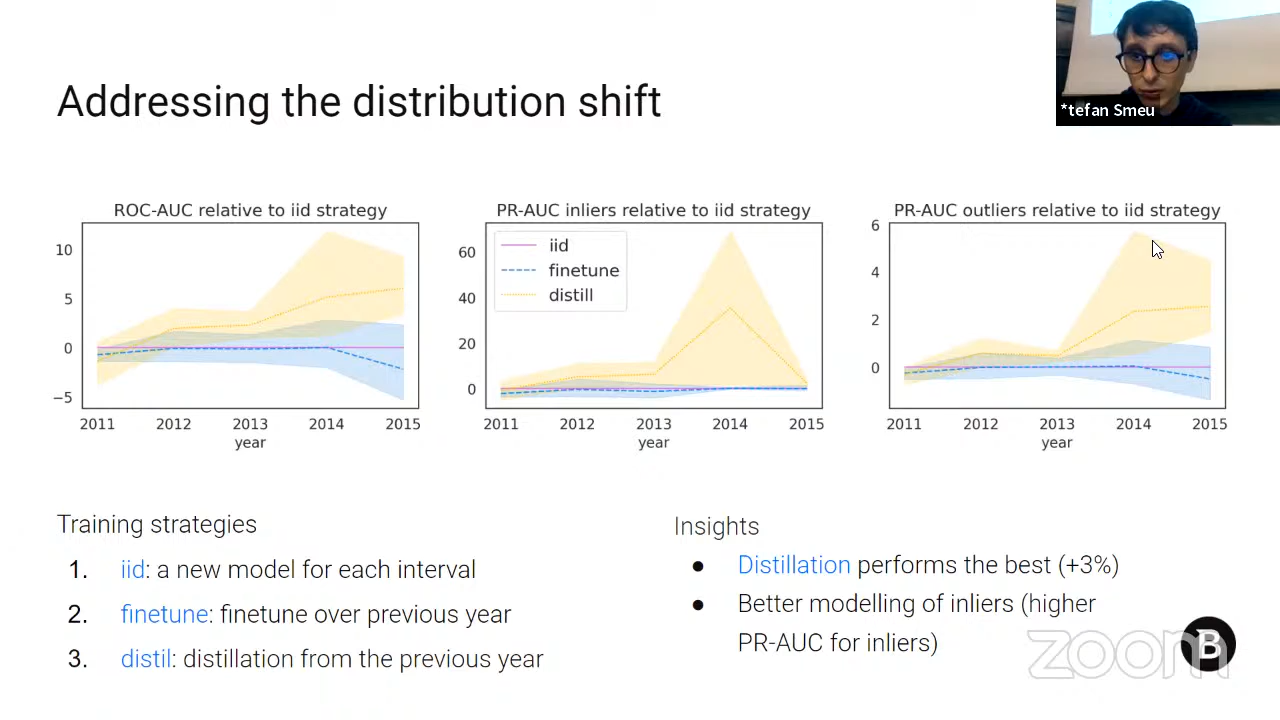 Addressing the distribution shift
*tefan Smeu
ROC-AUC relative to iid strategy
10
5
0
−5
2011 2012 2013 2014 2015
year
PR-AUC inliers relative to iid strategy
iid
finetune
distill
60
40
20
0
2011 2012 2013 2014 2015
year
PR-AUC outliers relative to iid strategy
6
4
2
0
2011 2012 2013 2014 2015
year
Training strategies
1. iid: a new model for each interval
2. finetune: finetune over previous year
3. distil: distillation from the previous year
Insights
● Distillation performs the best (+3%)
● Better modelling of inliers (higher
PR-AUC for inliers)
zoom
B